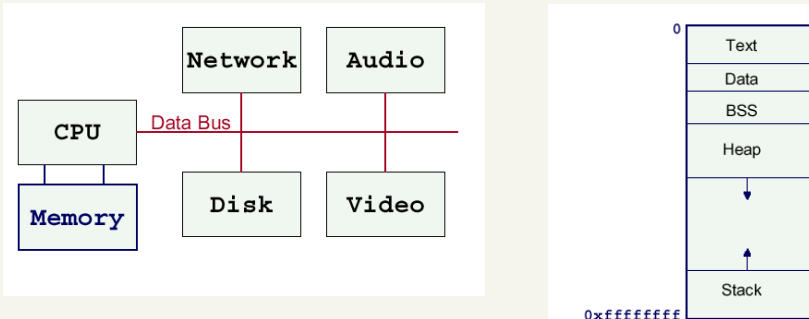 Network
Audio
CPU
Data Bus
Memory
Disk
Video
0
Text
Data
BSS
Heap
Stack
0xffffffff